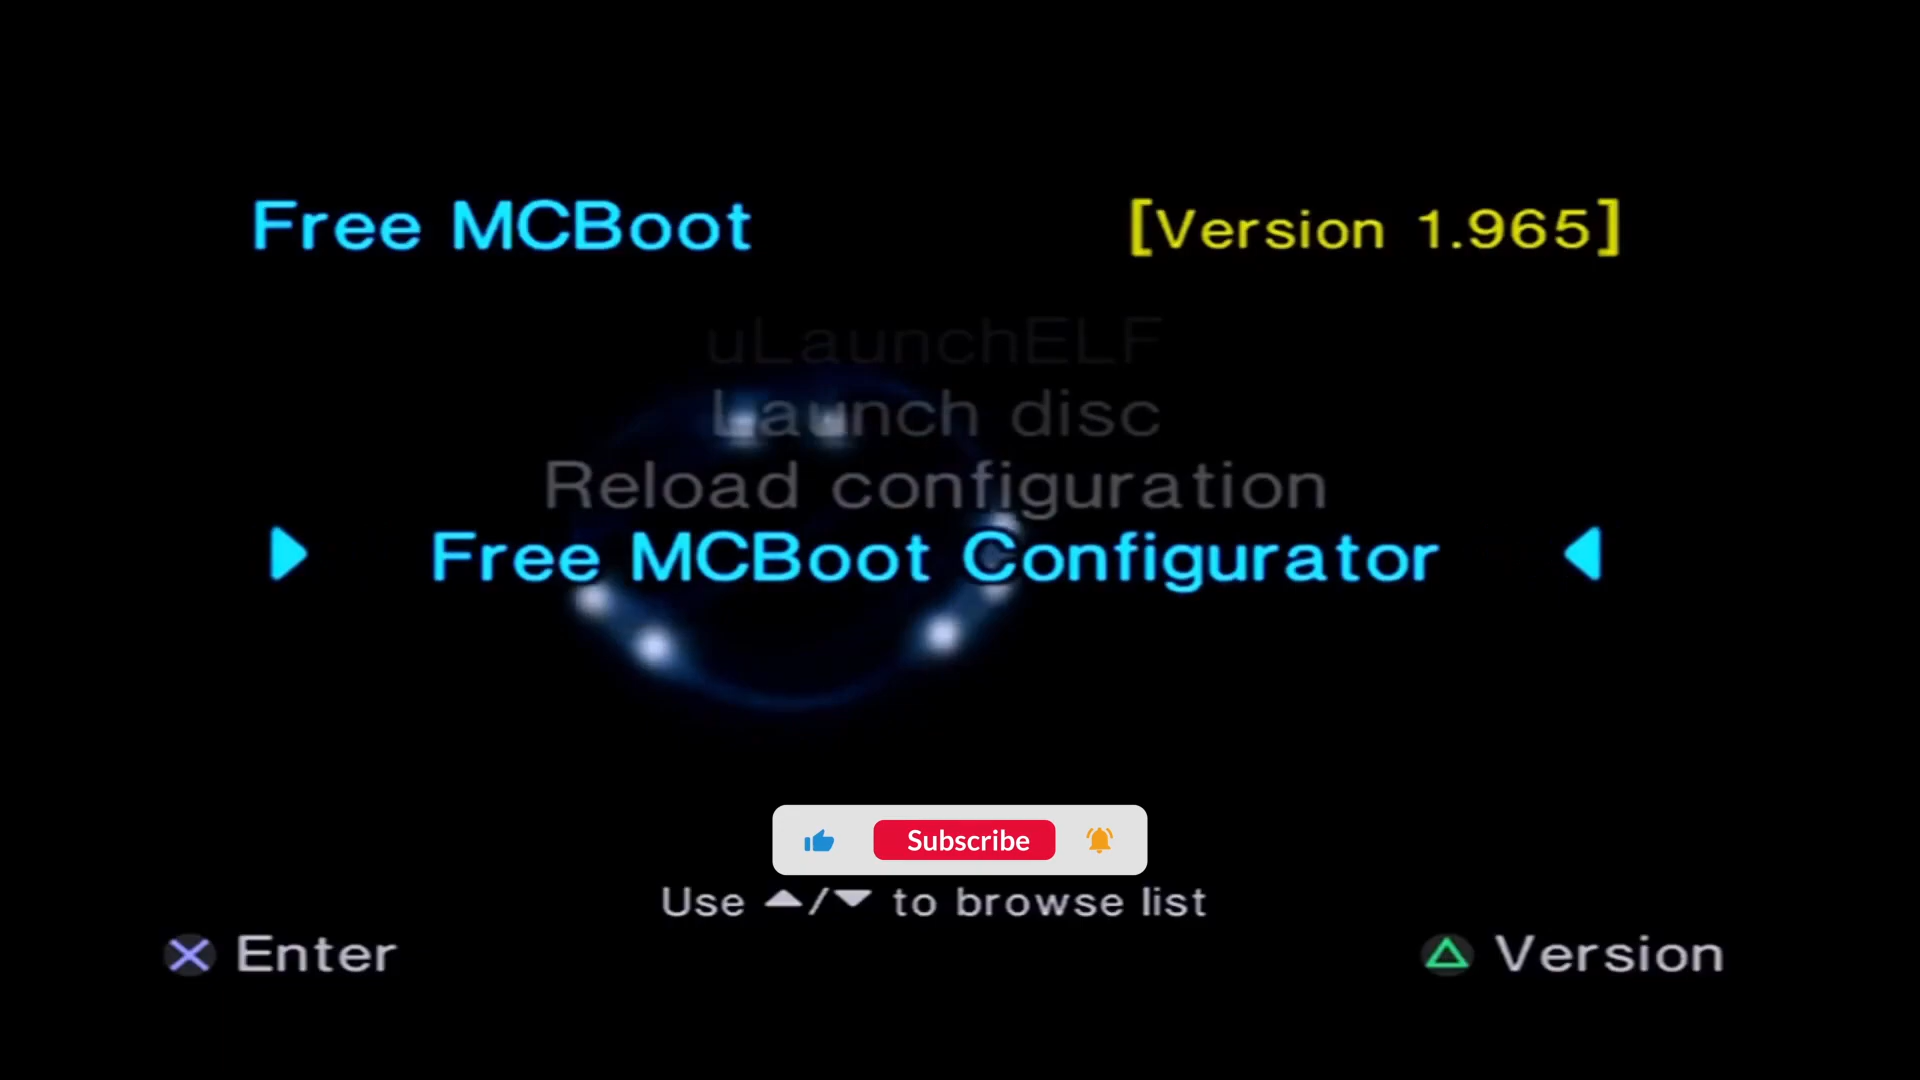 Free MCBoot [Version 1.965]
uLaunchELF
Launch disc
Reload configuration
Free MCBoot Configurator
Subscribe
Use ▲/▼ to browse list
Enter Version